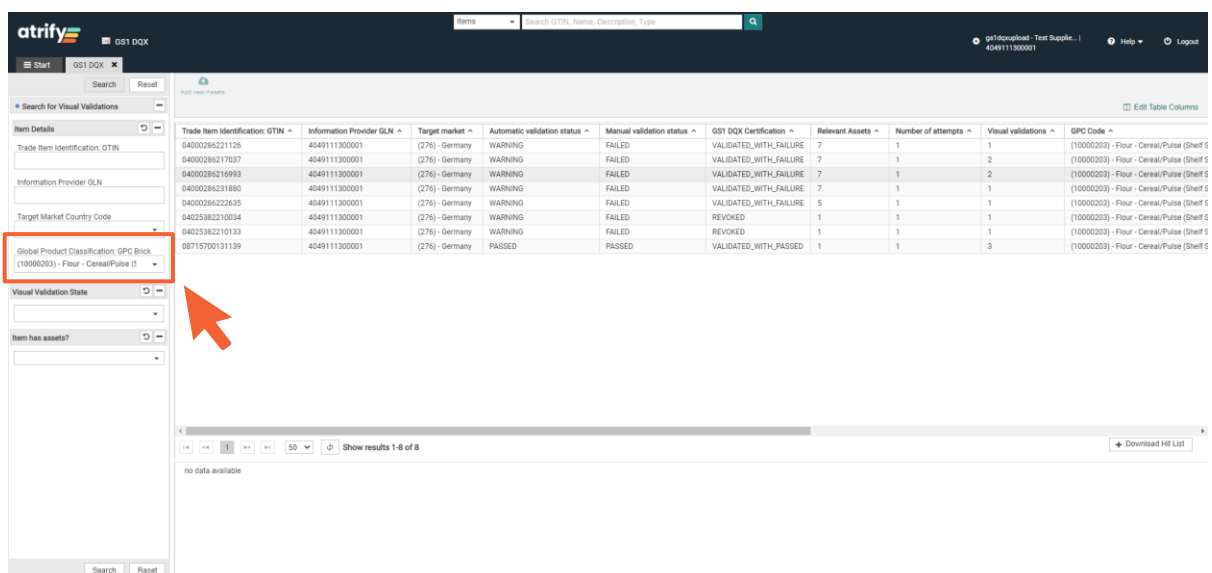 atrify
GS1 DQX
Items
Search GTIN, Name, Description, Type
gs1dqxupload - Test Supplie... |
4049111300001
Help
Logout
Start
GS1 DQX
Search Reset
Add new Assets
Search for Visual Validations
Edit Table Columns
Item Details
Trade Item Identification: GTIN
Information Provider GLN
Target Market Country Code
Global Product Classification: GPC Brick
(10000203) - Flour - Cereal/Pulse (S
Visual Validation State
Item has assets?
Trade Item Identification: GTIN Information Provider GLN Target market Automatic validation status Manual validation status GS1 DQX Certification Relevant Assets Number of attempts Visual validations GPC Code
04000286221126 4049111300001 (276) - Germany WARNING FAILED VALIDATED_WITH_FAILURE 7 1 1 (10000203) - Flour - Cereal/Pulse (Shelf S
04000286217037 4049111300001 (276) - Germany WARNING FAILED VALIDATED_WITH_FAILURE 7 1 2 (10000203) - Flour - Cereal/Pulse (Shelf S
04000286216993 4049111300001 (276) - Germany WARNING FAILED VALIDATED_WITH_FAILURE 7 1 2 (10000203) - Flour - Cereal/Pulse (Shelf S
04000286231880 4049111300001 (276) - Germany WARNING FAILED VALIDATED_WITH_FAILURE 7 1 1 (10000203) - Flour - Cereal/Pulse (Shelf S
04000286222635 4049111300001 (276) - Germany WARNING FAILED VALIDATED_WITH_FAILURE 5 1 1 (10000203) - Flour - Cereal/Pulse (Shelf S
04025382210034 4049111300001 (276) - Germany WARNING FAILED REVOKED 1 1 1 (10000203) - Flour - Cereal/Pulse (Shelf S
04025382210133 4049111300001 (276) - Germany WARNING FAILED REVOKED 1 1 1 (10000203) - Flour - Cereal/Pulse (Shelf S
08715700131139 4049111300001 (276) - Germany PASSED PASSED VALIDATED_WITH_PASSED 1 1 3 (10000203) - Flour - Cereal/Pulse (Shelf S
1 50 Show results 1-8 of 8
Download Hit List
no data available
Search Reset